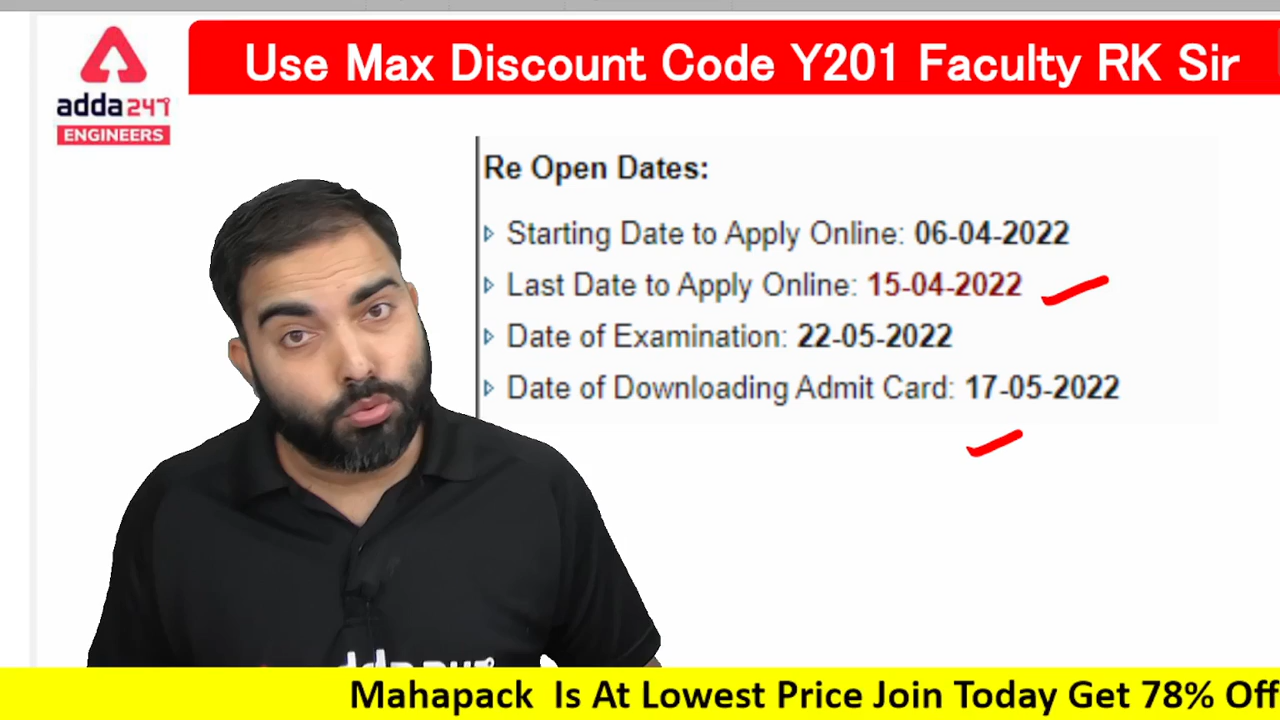 Use Max Discount Code Y201 Faculty RK Sir
adda247
ENGINEERS
Re Open Dates:
Starting Date to Apply Online: 06-04-2022
Last Date to Apply Online: 15-04-2022
Date of Examination: 22-05-2022
Date of Downloading Admit Card: 17-05-2022
adda247
Mahapack Is At Lowest Price Join Today Get 78% Off